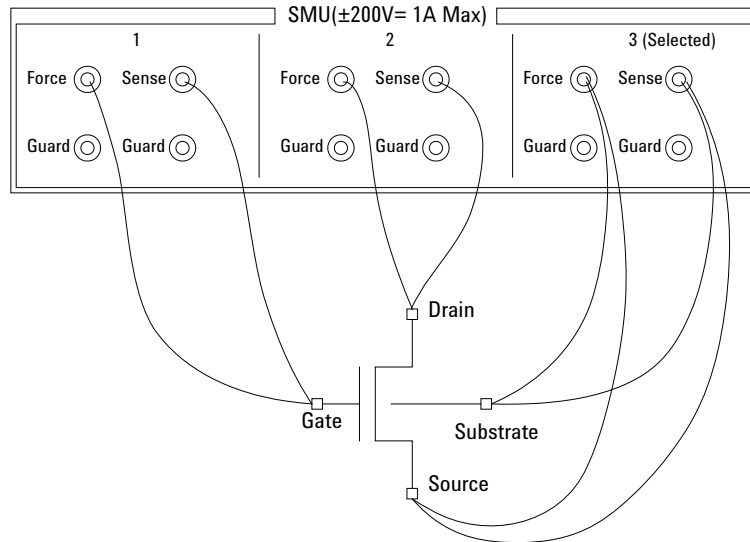 SMU(±200V= 1A Max)
1 2 3 (Selected)
Force Sense Force Sense Force Sense
Guard Guard Guard Guard Guard Guard
Drain
Gate Substrate
Source